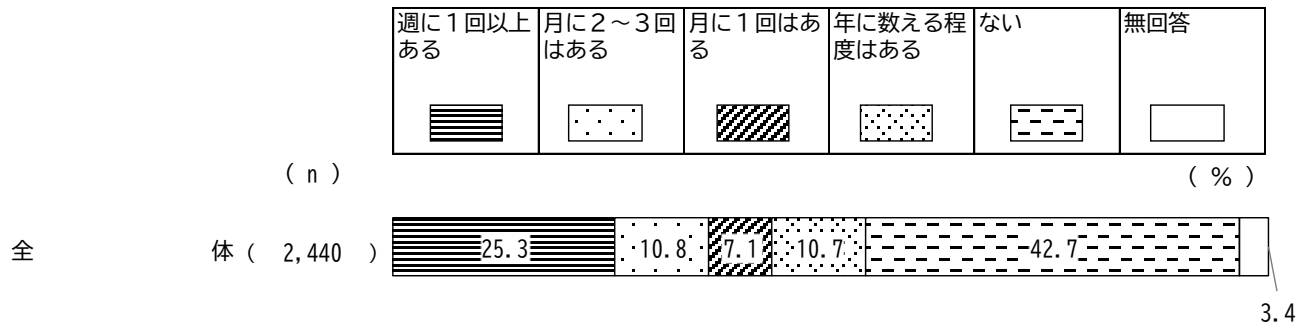 週に1回以上ある
月に2～3回はある
月に1回はある
年に数える程度はある
ない
無回答
( n )
( % )
全体 ( 2,440 )
25.3
10.8
7.1
10.7
42.7
3.4